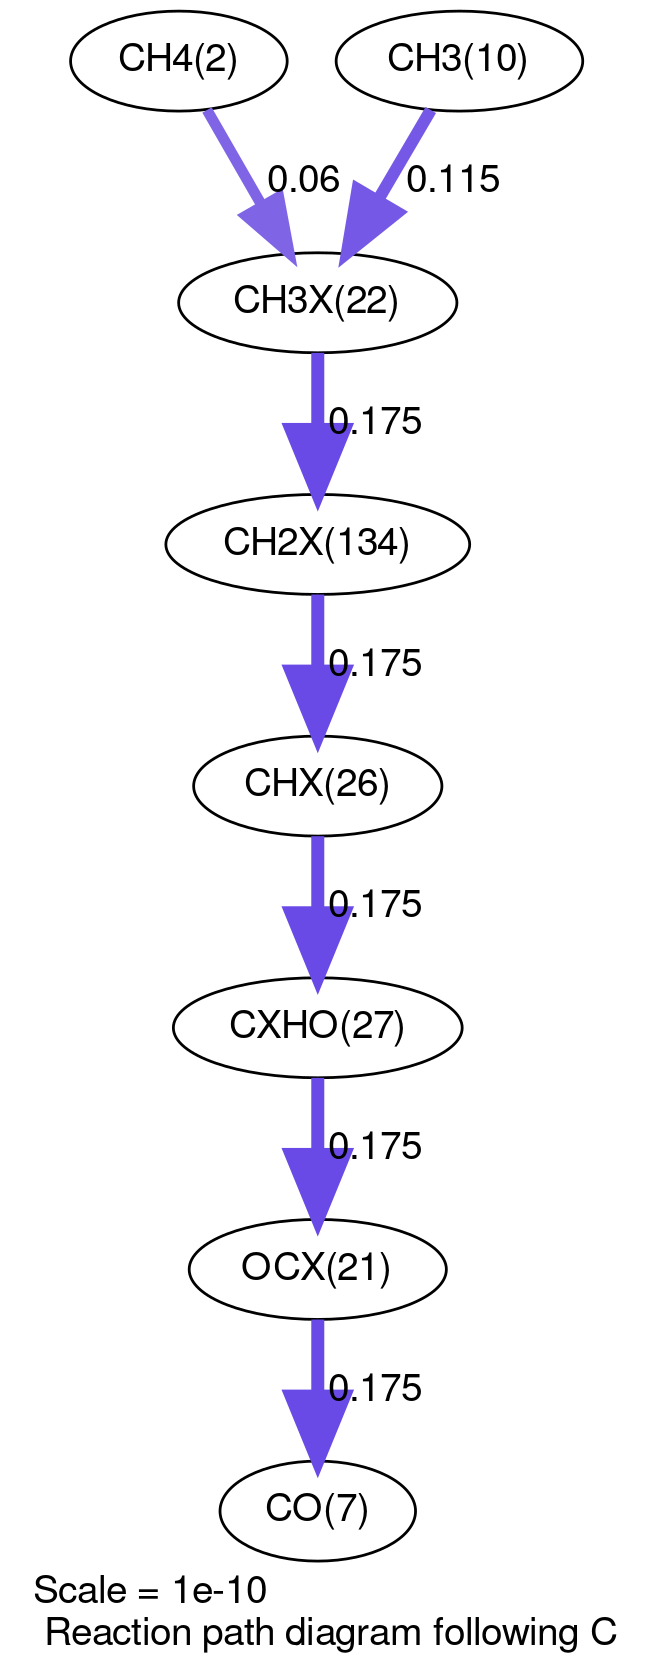 CH4(2)
CH3(10)
0.06
0.115
CH3X(22)
0.175
CH2X(134)
0.175
CHX(26)
0.175
CXHO(27)
0.175
OCX(21)
0.175
CO(7)
Scale = 1e-10
Reaction path diagram following C